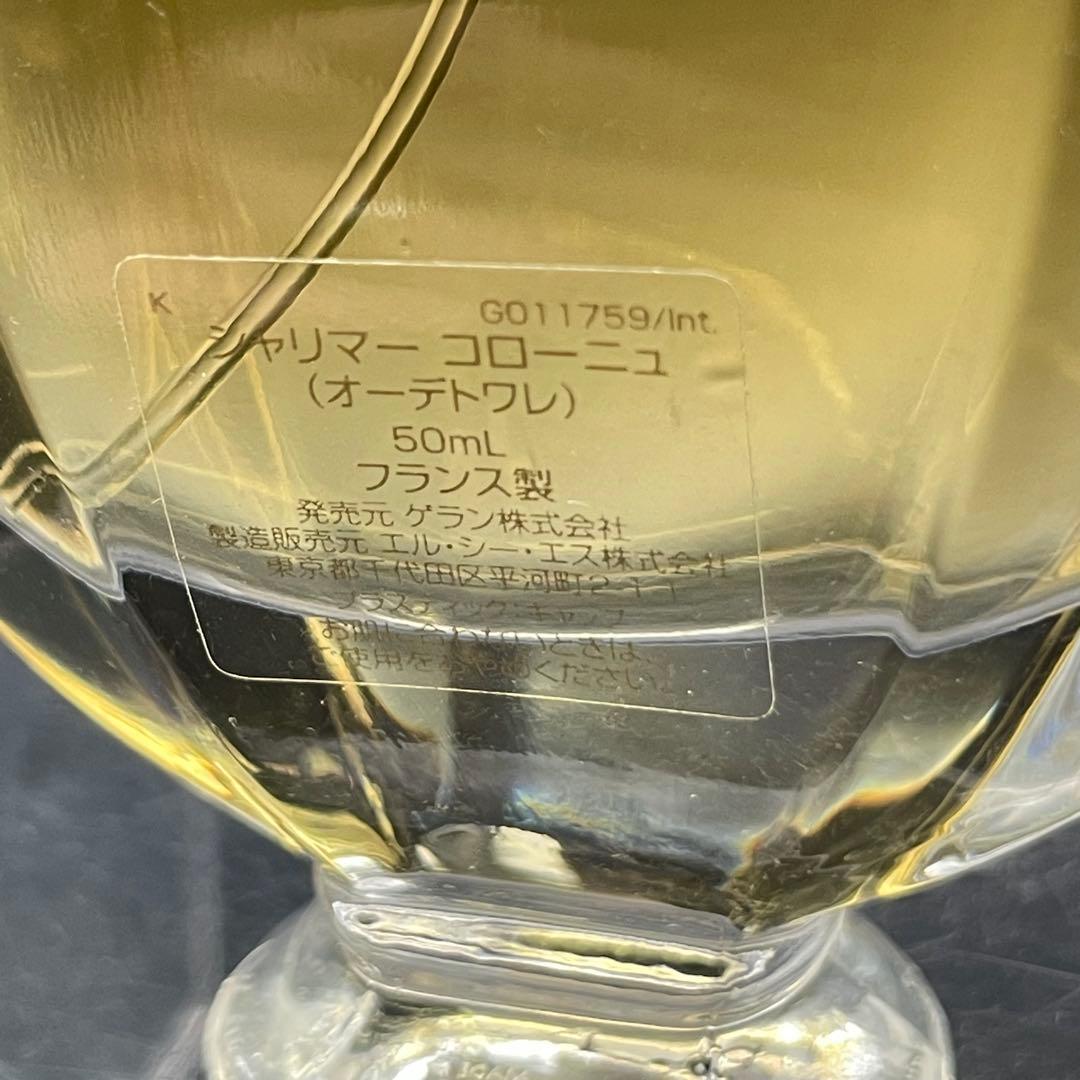 K G011759/Int.
シャリマー コローニュ
(オーデトワレ)
50mL
フランス製
発売元 ゲラン株式会社
製造販売元 エル・シー・エス株式会社
東京都千代田区平河町2-1-1
プラスティック・キャップ
お肌に合わないときは、
ご使用をおやめください。